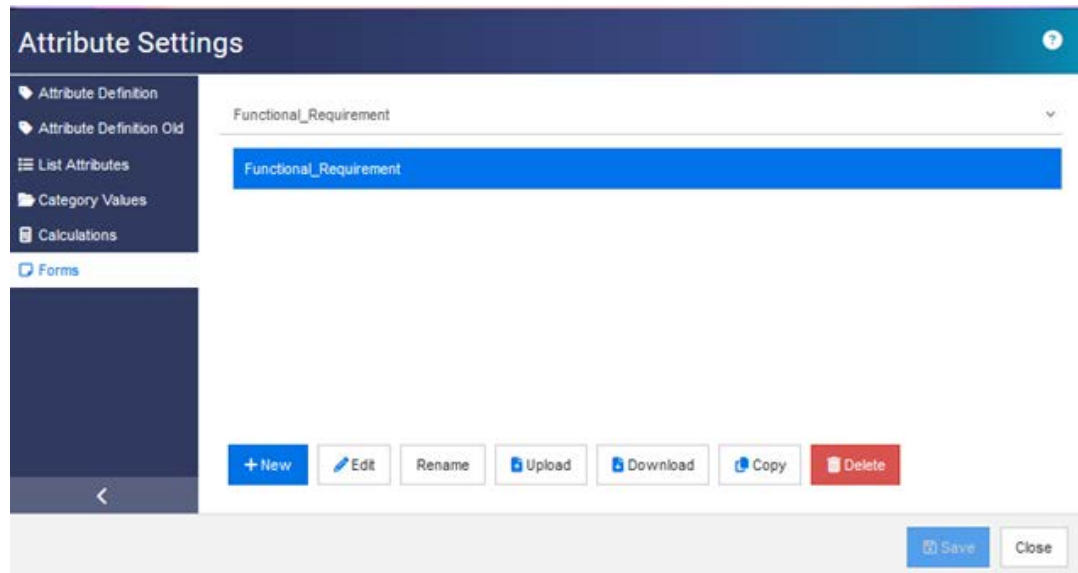 Attribute Settings
?
Attribute Definition
Attribute Definition Old
List Attributes
Category Values
Calculations
Forms
Functional_Requirement
Functional_Requirement
+ New
Edit
Rename
Upload
Download
Copy
Delete
Save
Close